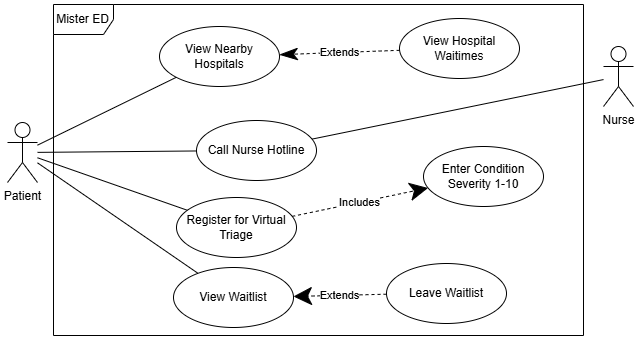 Mister ED
View Nearby
Hospitals
Extends
View Hospital
Waitimes
Nurse
Call Nurse Hotline
Patient
Enter Condition
Severity 1-10
Includes
Register for Virtual
Triage
View Waitlist
Extends
Leave Waitlist